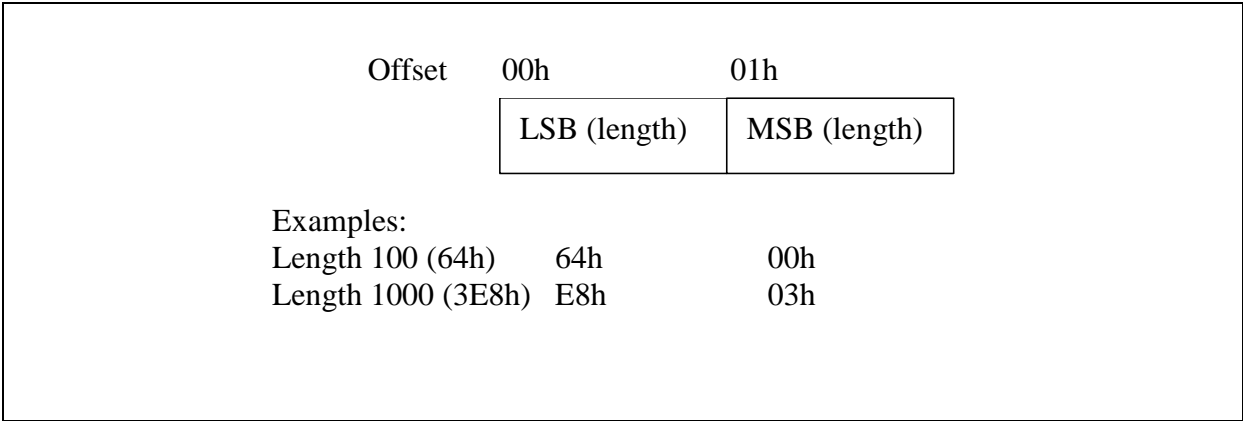 Offset 00h 01h
LSB (length) MSB (length)
Examples:
Length 100 (64h) 64h 00h
Length 1000 (3E8h) E8h 03h